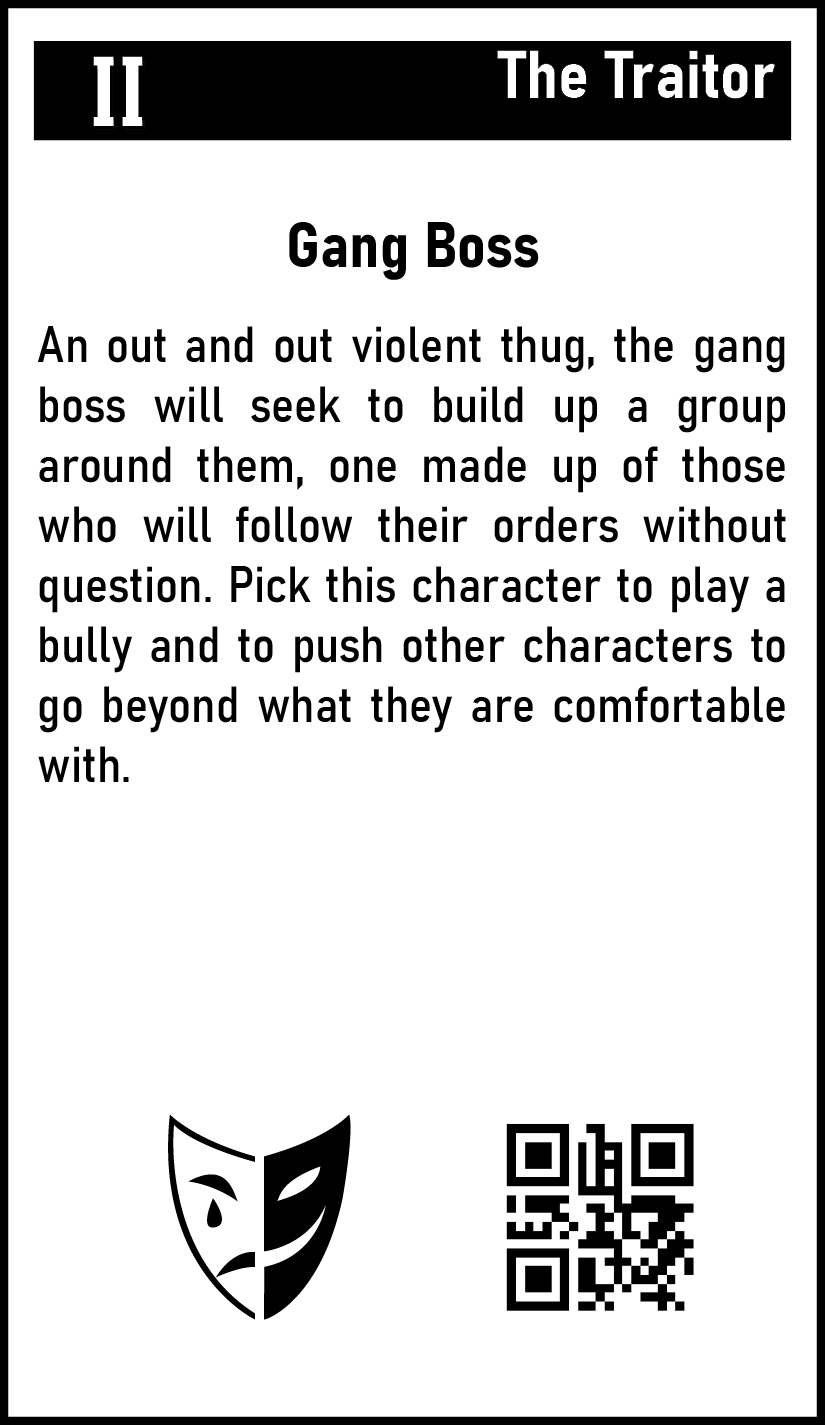 II
The Traitor
Gang Boss
An out and out violent thug, the gang
boss will seek to build up a group
around them, one made up of those
who will follow their orders without
question. Pick this character to play a
bully and to push other characters to
go beyond what they are comfortable
with.